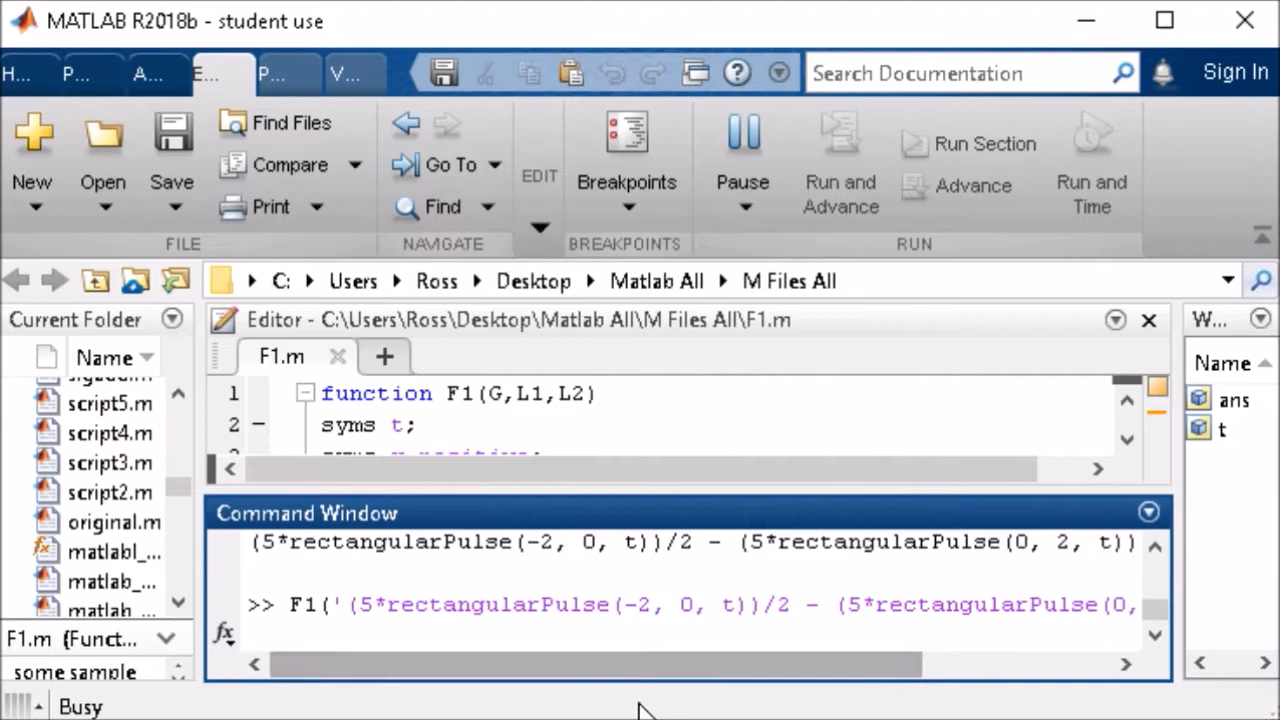 MATLAB R2018b - student use
H... P... A... E... P... V... Search Documentation Sign In
Find Files
Compare Go To
New Open Save Print Find EDIT Breakpoints Pause Run and Advance Run Section Advance Run and Time
FILE NAVIGATE BREAKPOINTS RUN
C: Users Ross Desktop Matlab All M Files All
Current Folder
Name
script5.m
script4.m
script3.m
script2.m
original.m
matlabl_...
matlab_...
matlab_...
F1.m (Funct...
some sample
Editor - C:\Users\Ross\Desktop\Matlab All\M Files All\F1.m
F1.m
1 function F1(G,L1,L2)
2 syms t;
Command Window
(5*rectangularPulse(-2, 0, t))/2 - (5*rectangularPulse(0, 2, t))
>> F1('(5*rectangularPulse(-2, 0, t))/2 - (5*rectangularPulse(0,
fx
W...
Name
ans
t
Busy